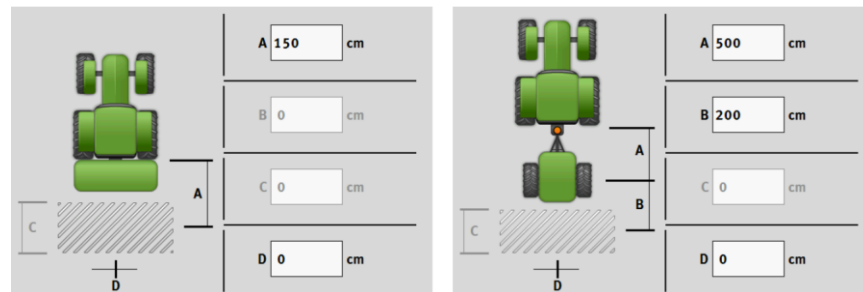 A 150 cm
B 0 cm
A
C 0 cm
C
D 0 cm
D
A 500 cm
B 200 cm
A
C 0 cm
B
C
D 0 cm
D